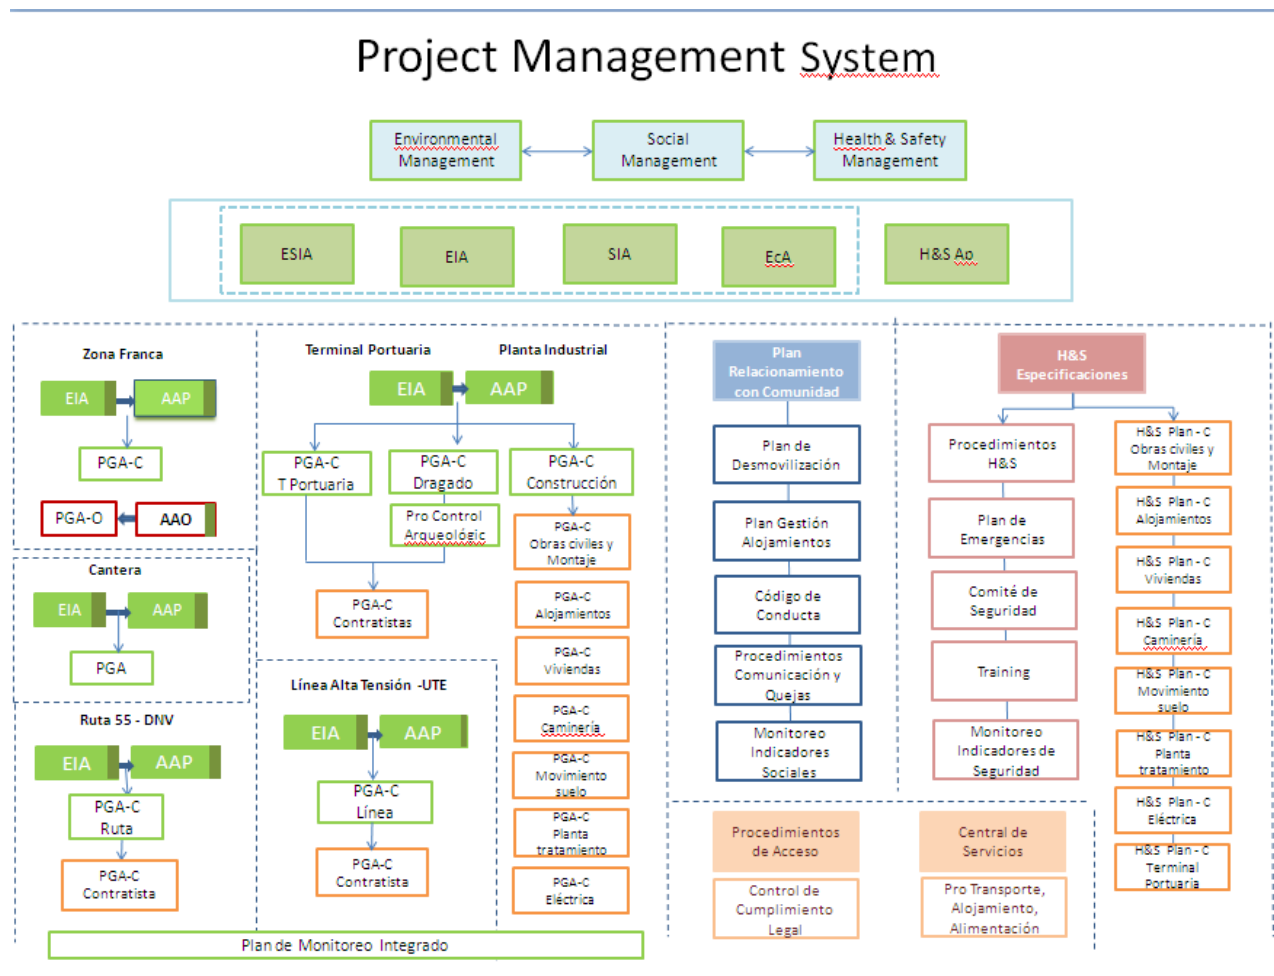 Project Management System
Environmental
Management
Social
Management
Health & Safety
Management
ESIA
EIA
SIA
EcA
H&S Ap
Zona Franca
EIA
AAP
PGA-C
PGA-O
AAO
Cantera
EIA
AAP
PGA
Ruta 55 - DNV
EIA
AAP
PGA-C
Ruta
PGA-C
Contratista
Terminal Portuaria
Planta Industrial
EIA
AAP
PGA-C
T Portuaria
PGA-C
Dragado
Pro Control
Arqueológic
PGA-C
Contratistas
PGA-C
Construcción
PGA-C
Obras civiles y
Montaje
PGA-C
Alojamientos
PGA-C
Viviendas
PGA-C
Caminería
PGA-C
Movimiento
suelo
PGA-C
Planta
tratamiento
PGA-C
Eléctrica
Línea Alta Tensión -UTE
EIA
AAP
PGA-C
Línea
PGA-C
Contratista
Plan de Monitoreo Integrado
Plan
Relacionamiento
con Comunidad
Plan de
Desmovilización
Plan Gestión
Alojamientos
Código de
Conducta
Procedimientos
Comunicación y
Quejas
Monitoreo
Indicadores
Sociales
H&S
Especificaciones
Procedimientos
H&S
Plan de
Emergencias
Comité de
Seguridad
Training
Monitoreo
Indicadores de
Seguridad
H&S Plan - C
Obras civiles y
Montaje
H&S Plan - C
Alojamientos
H&S Plan - C
Viviendas
H&S Plan - C
Caminería
H&S Plan - C
Movimiento
suelo
H&S Plan - C
Planta
tratamiento
H&S Plan - C
Eléctrica
H&S Plan - C
Terminal
Portuaria
Procedimientos
de Acceso
Control de
Cumplimiento
Legal
Central de
Servicios
Pro Transporte,
Alojamiento,
Alimentación